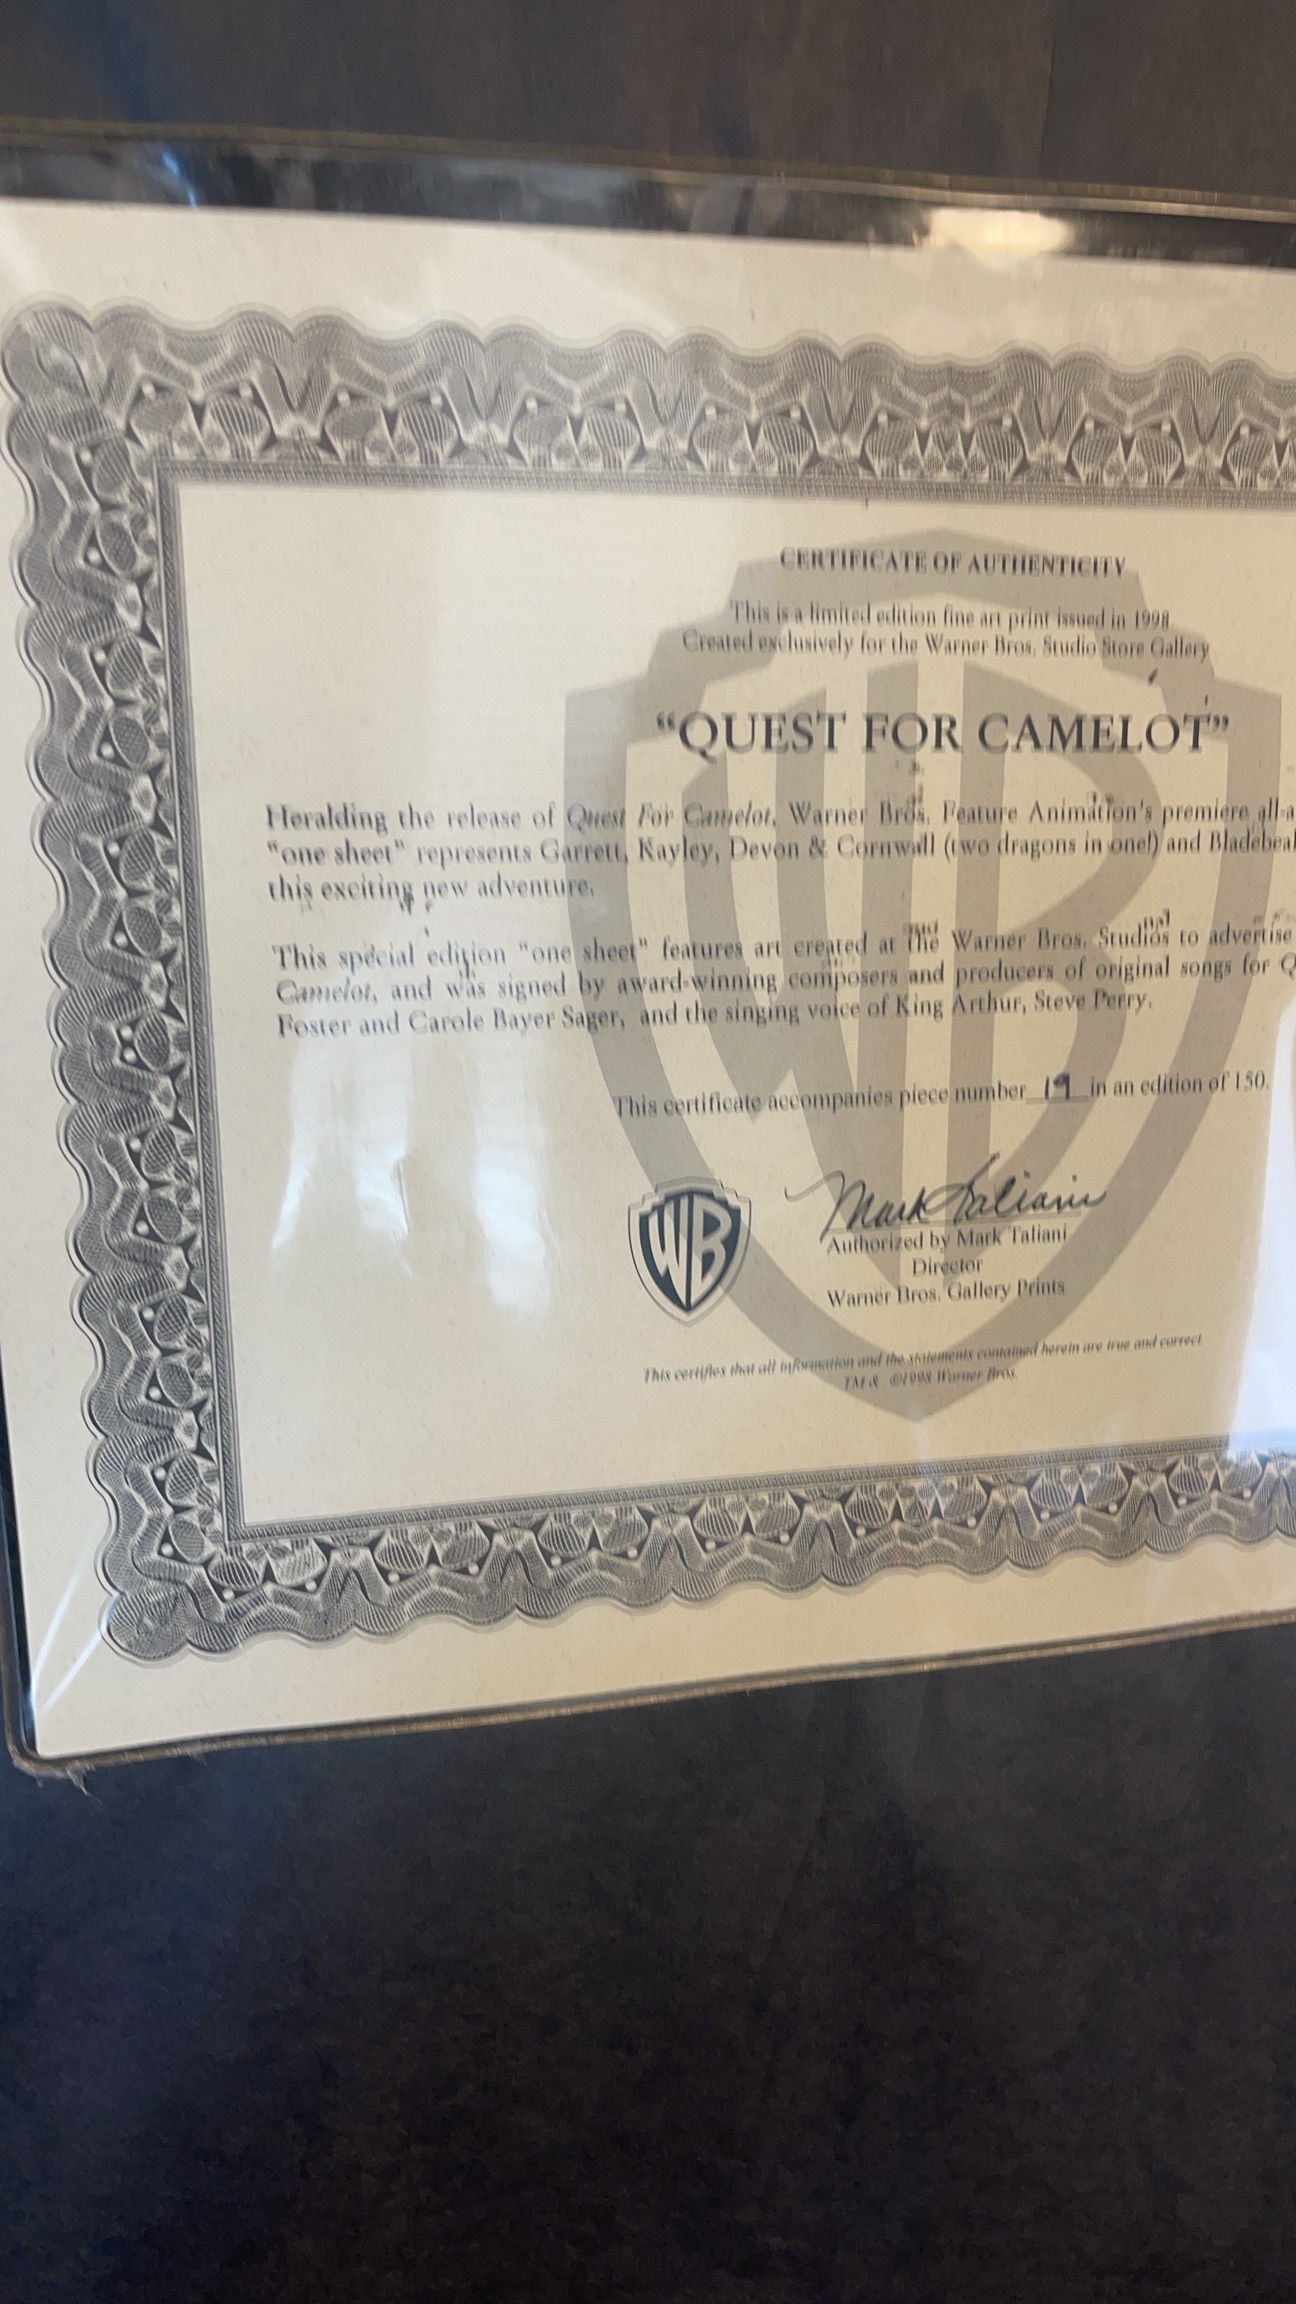 CERTIFICATE OF AUTHENTICITY
This is a limited edition fine art print issued in 1998
Created exclusively for the Warner Bros. Studio Store Gallery
“QUEST FOR CAMELOT”
Heralding the release of Quest For Camelot, Warner Bros. Feature Animation's premiere all-a
“one sheet” represents Garrett, Kayley, Devon & Cornwall (two dragons in one!) and Bladebea
this exciting new adventure.
This special edition “one sheet” features art created at the Warner Bros. Studios to advertise
Camelot, and was signed by award-winning composers and producers of original songs for Q
Foster and Carole Bayer Sager, and the singing voice of King Arthur, Steve Perry.
This certificate accompanies piece number 19 in an edition of 150.
WB
Mark Taliani
Authorized by Mark Taliani
Director
Warner Bros. Gallery Prints
This certifies that all information and the statements contained herein are true and correct.
TM & ©1998 Warner Bros.